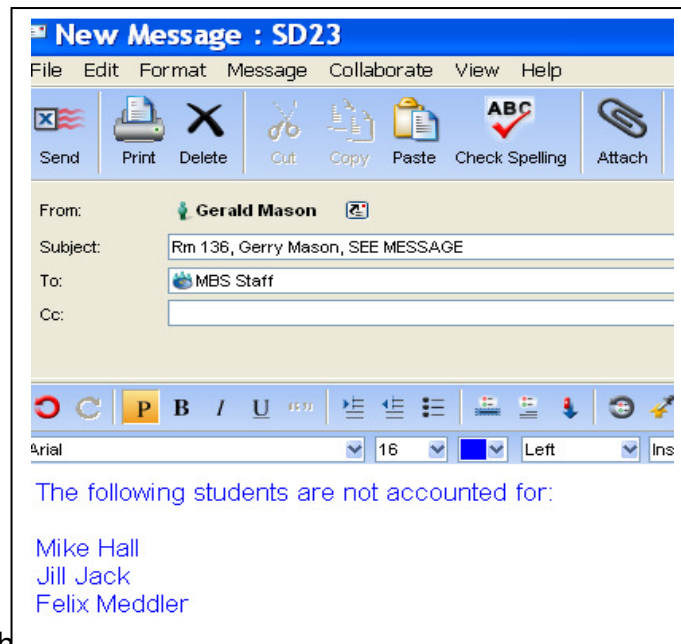 New Message : SD23
File Edit Format Message Collaborate View Help
ABC
Send Print Delete Cut Copy Paste Check Spelling Attach
From: Gerald Mason
Subject: Rm 136, Gerry Mason, SEE MESSAGE
To: MBS Staff
Cc:
P B I U
Arial 16 Left Ins
The following students are not accounted for:
Mike Hall
Jill Jack
Felix Meddler